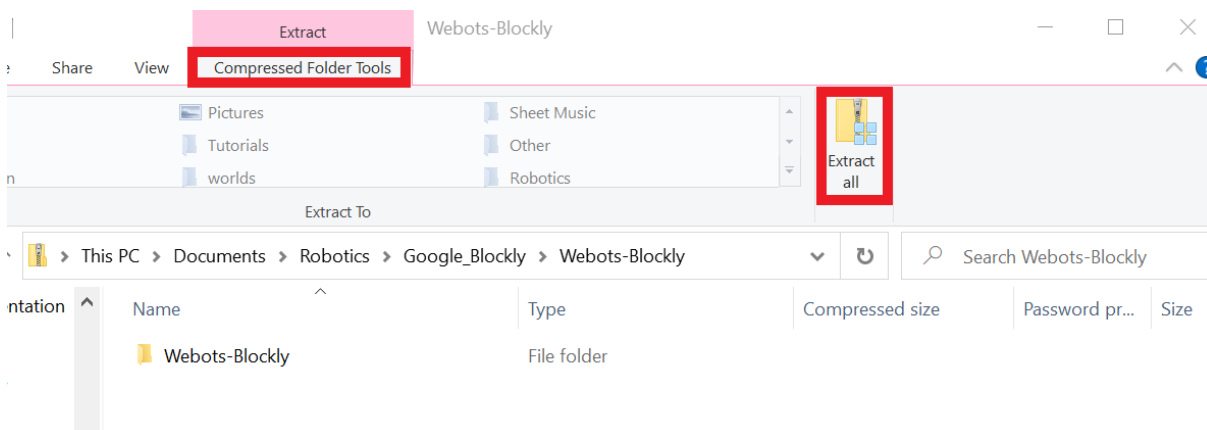 Extract Webots-Blockly
Share View Compressed Folder Tools
Pictures Sheet Music
Tutorials Other
worlds Robotics
Extract all
Extract To
This PC > Documents > Robotics > Google_Blockly > Webots-Blockly Search Webots-Blockly
ntation Name Type Compressed size Password pr... Size
Webots-Blockly File folder